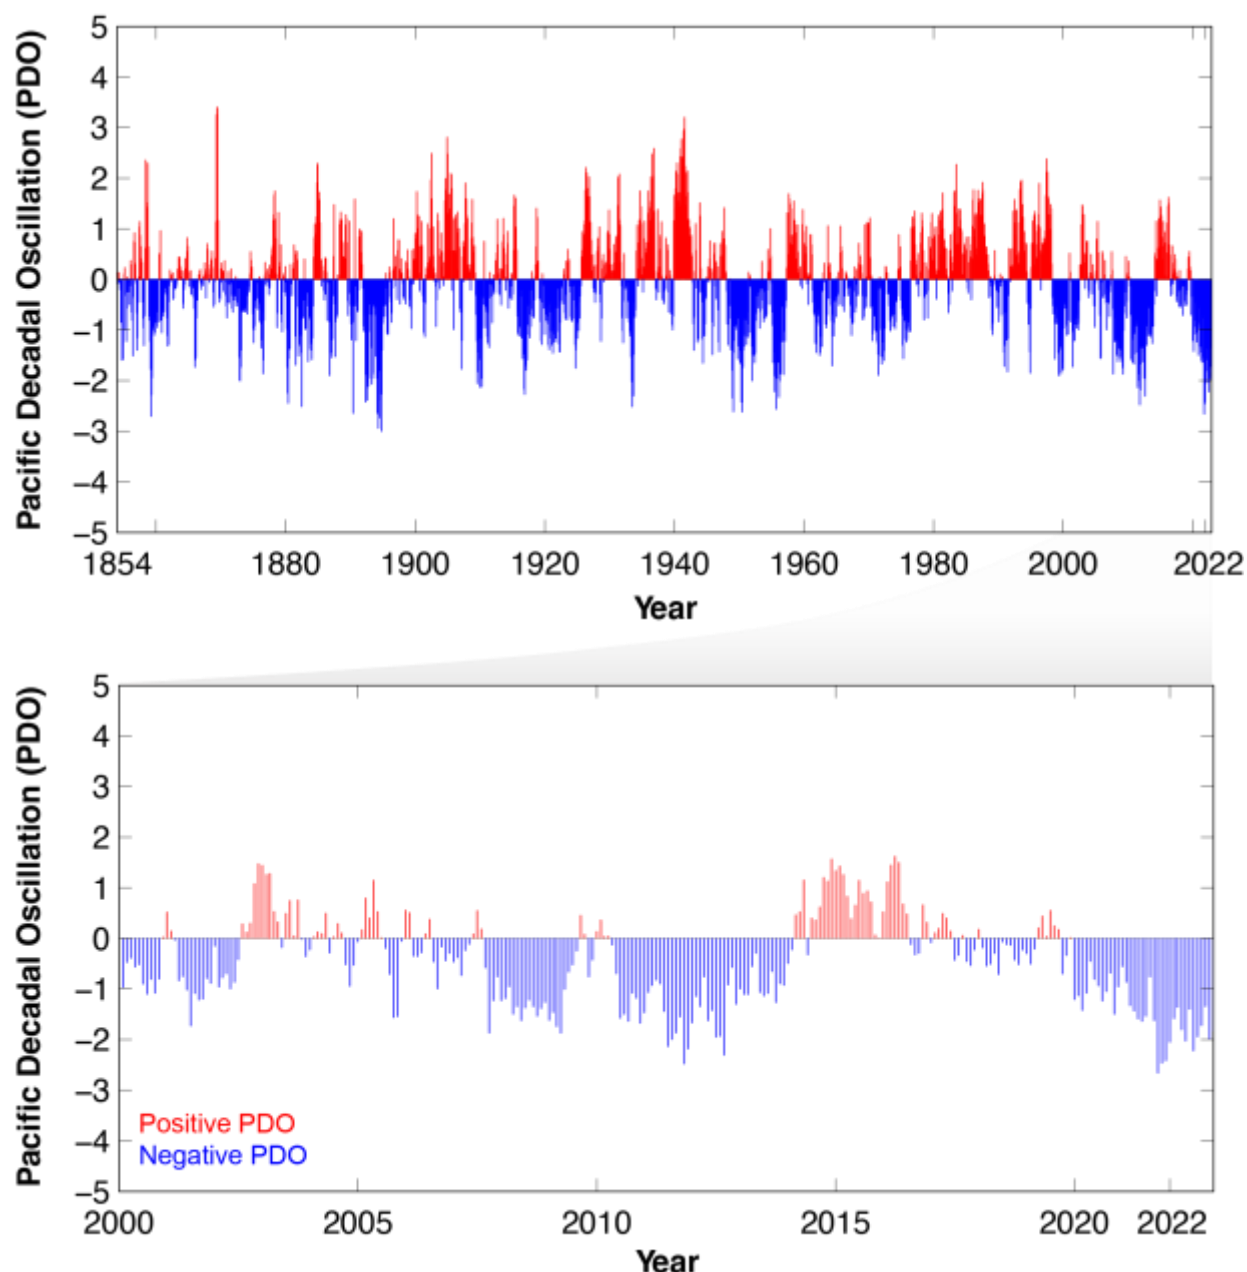 Pacific Decadal Oscillation (PDO)
5
4
3
2
1
0
−1
−2
−3
−4
−5
1854 1880 1900 1920 1940 1960 1980 2000 2022
Year
Pacific Decadal Oscillation (PDO)
5
4
3
2
1
0
−1
−2
−3
−4
−5
Positive PDO
Negative PDO
2000 2005 2010 2015 2020 2022
Year